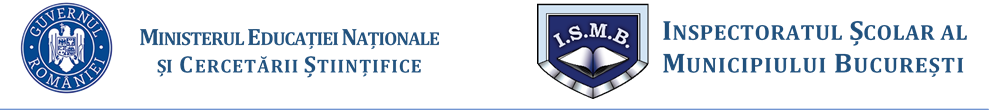 GUVERNUL ROMÂNIEI
MINISTERUL EDUCAȚIEI NAȚIONALE
ȘI CERCETĂRII ȘTIINȚIFICE
I.S.M.B.
INSPECTORATUL ȘCOLAR AL
MUNICIPIULUI BUCUREȘTI